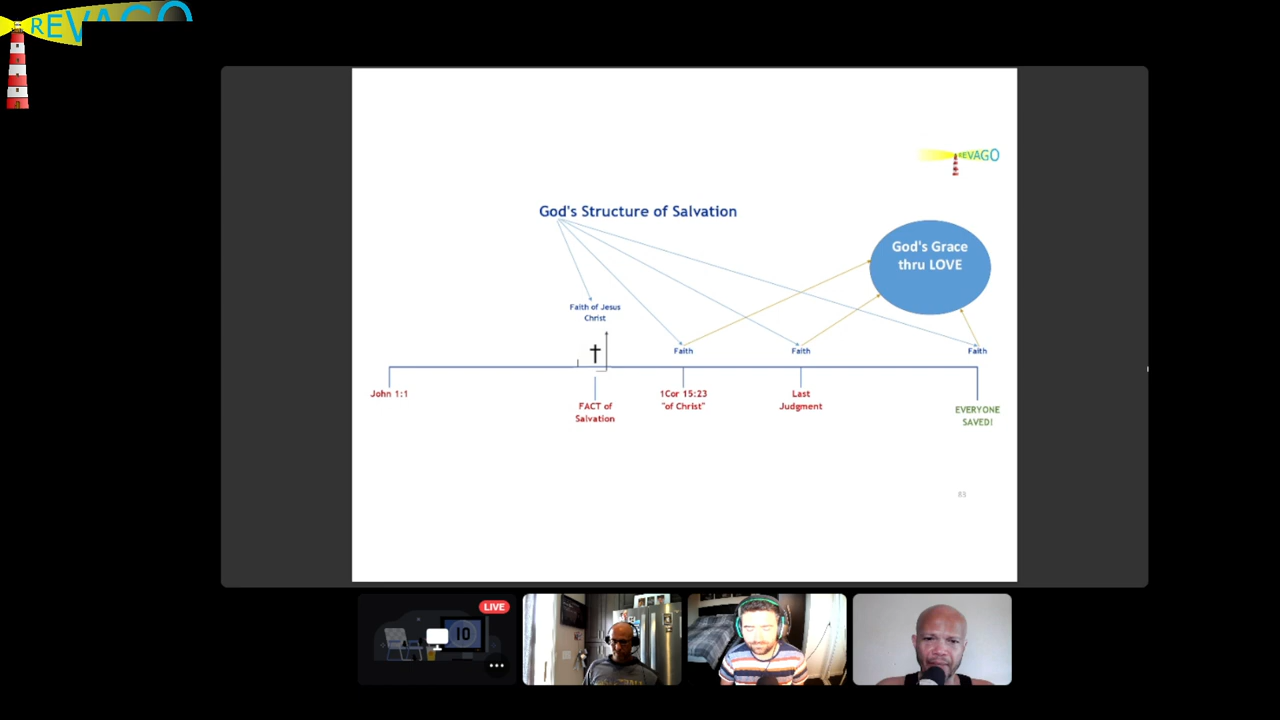 REVAGO
REVAGO
God's Structure of Salvation
God's Grace
thru LOVE
Faith of Jesus
Christ
Faith
Faith
Faith
John 1:1
FACT of
Salvation
1Cor 15:23
"of Christ"
Last
Judgment
EVERYONE
SAVED!
83
LIVE
10